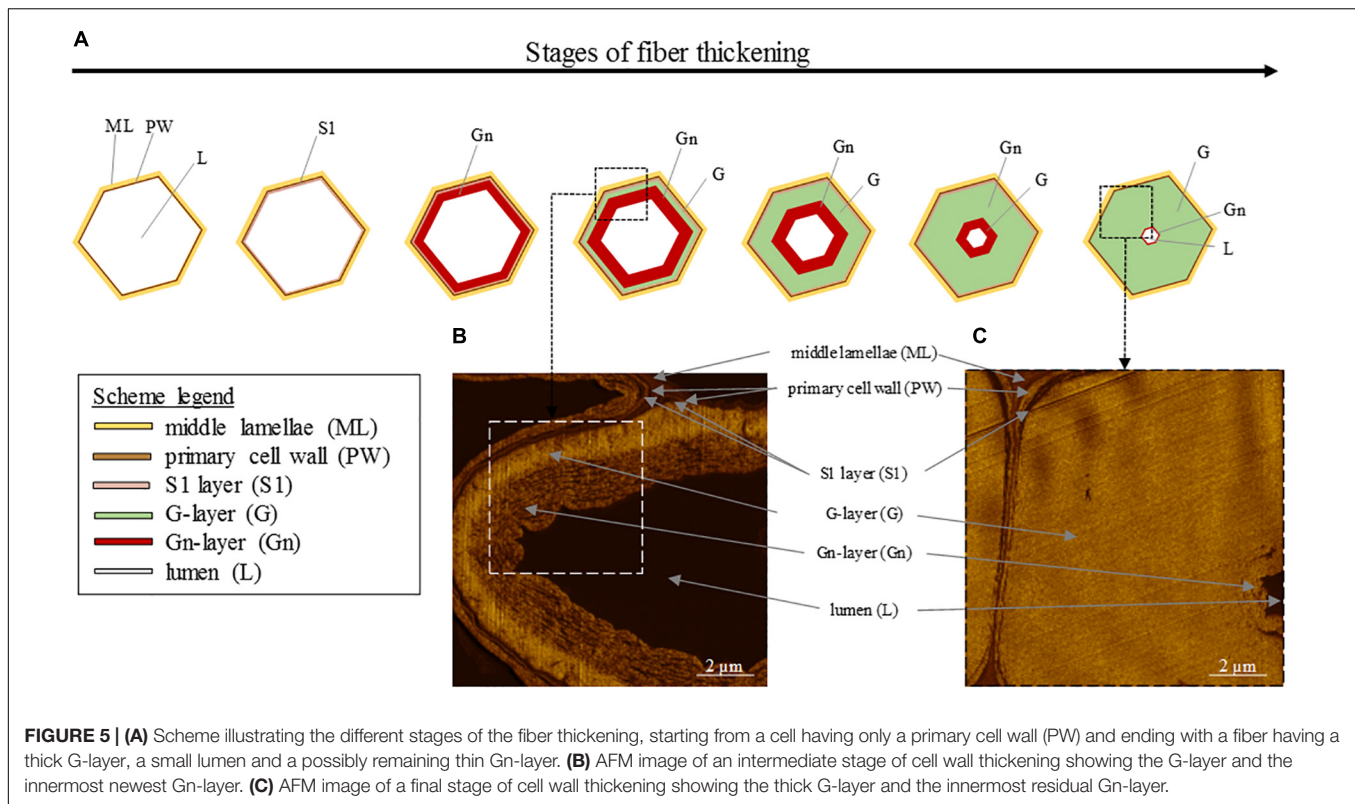 A
Stages of fiber thickening
ML PW
L
S1
Gn
Gn
G
Gn
G
Gn
G
G
Gn
L
Scheme legend
middle lamellae (ML)
primary cell wall (PW)
S1 layer (S1)
G-layer (G)
Gn-layer (Gn)
lumen (L)
B
C
middle lamellae (ML)
primary cell wall (PW)
S1 layer (S1)
G-layer (G)
Gn-layer (Gn)
lumen (L)
2 µm
2 µm
FIGURE 5 | (A) Scheme illustrating the different stages of the fiber thickening, starting from a cell having only a primary cell wall (PW) and ending with a fiber having a
thick G-layer, a small lumen and a possibly remaining thin Gn-layer. (B) AFM image of an intermediate stage of cell wall thickening showing the G-layer and the
innermost newest Gn-layer. (C) AFM image of a final stage of cell wall thickening showing the thick G-layer and the innermost residual Gn-layer.